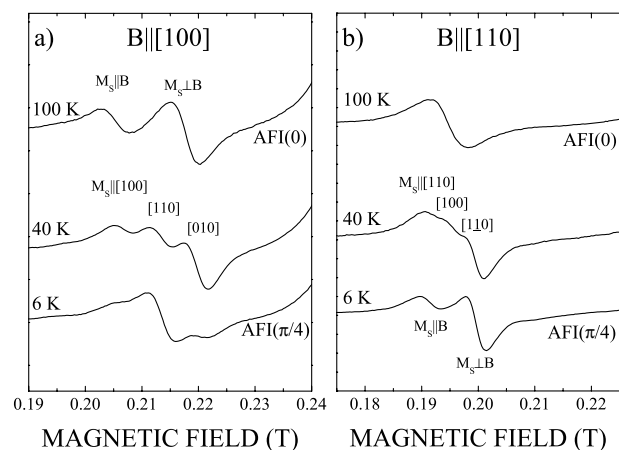 a)
B||[100]
M_S||B
M_S⊥B
100 K
AFI(0)
M_S||[100]
[110]
[010]
40 K
6 K
AFI(π/4)
0.19
0.20
0.21
0.22
0.23
0.24
MAGNETIC FIELD (T)
b)
B||[110]
100 K
AFI(0)
M_S||[110]
[100]
[1<u>1</u>0]
40 K
6 K
M_S||B
AFI(π/4)
M_S⊥B
0.18
0.19
0.20
0.21
0.22
MAGNETIC FIELD (T)